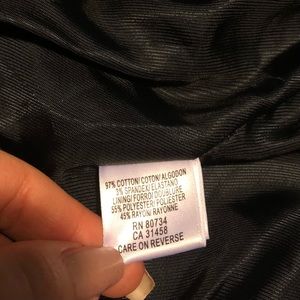 97% COTTON/ COTON/ ALGODON
3% SPANDEX/ ELASTANO
LINING/ FORRO/ DOUBLURE
55% POLYESTER/ POLIESTER
45% RAYON/ RAYONNE
RN 80734
CA 31458
CARE ON REVERSE